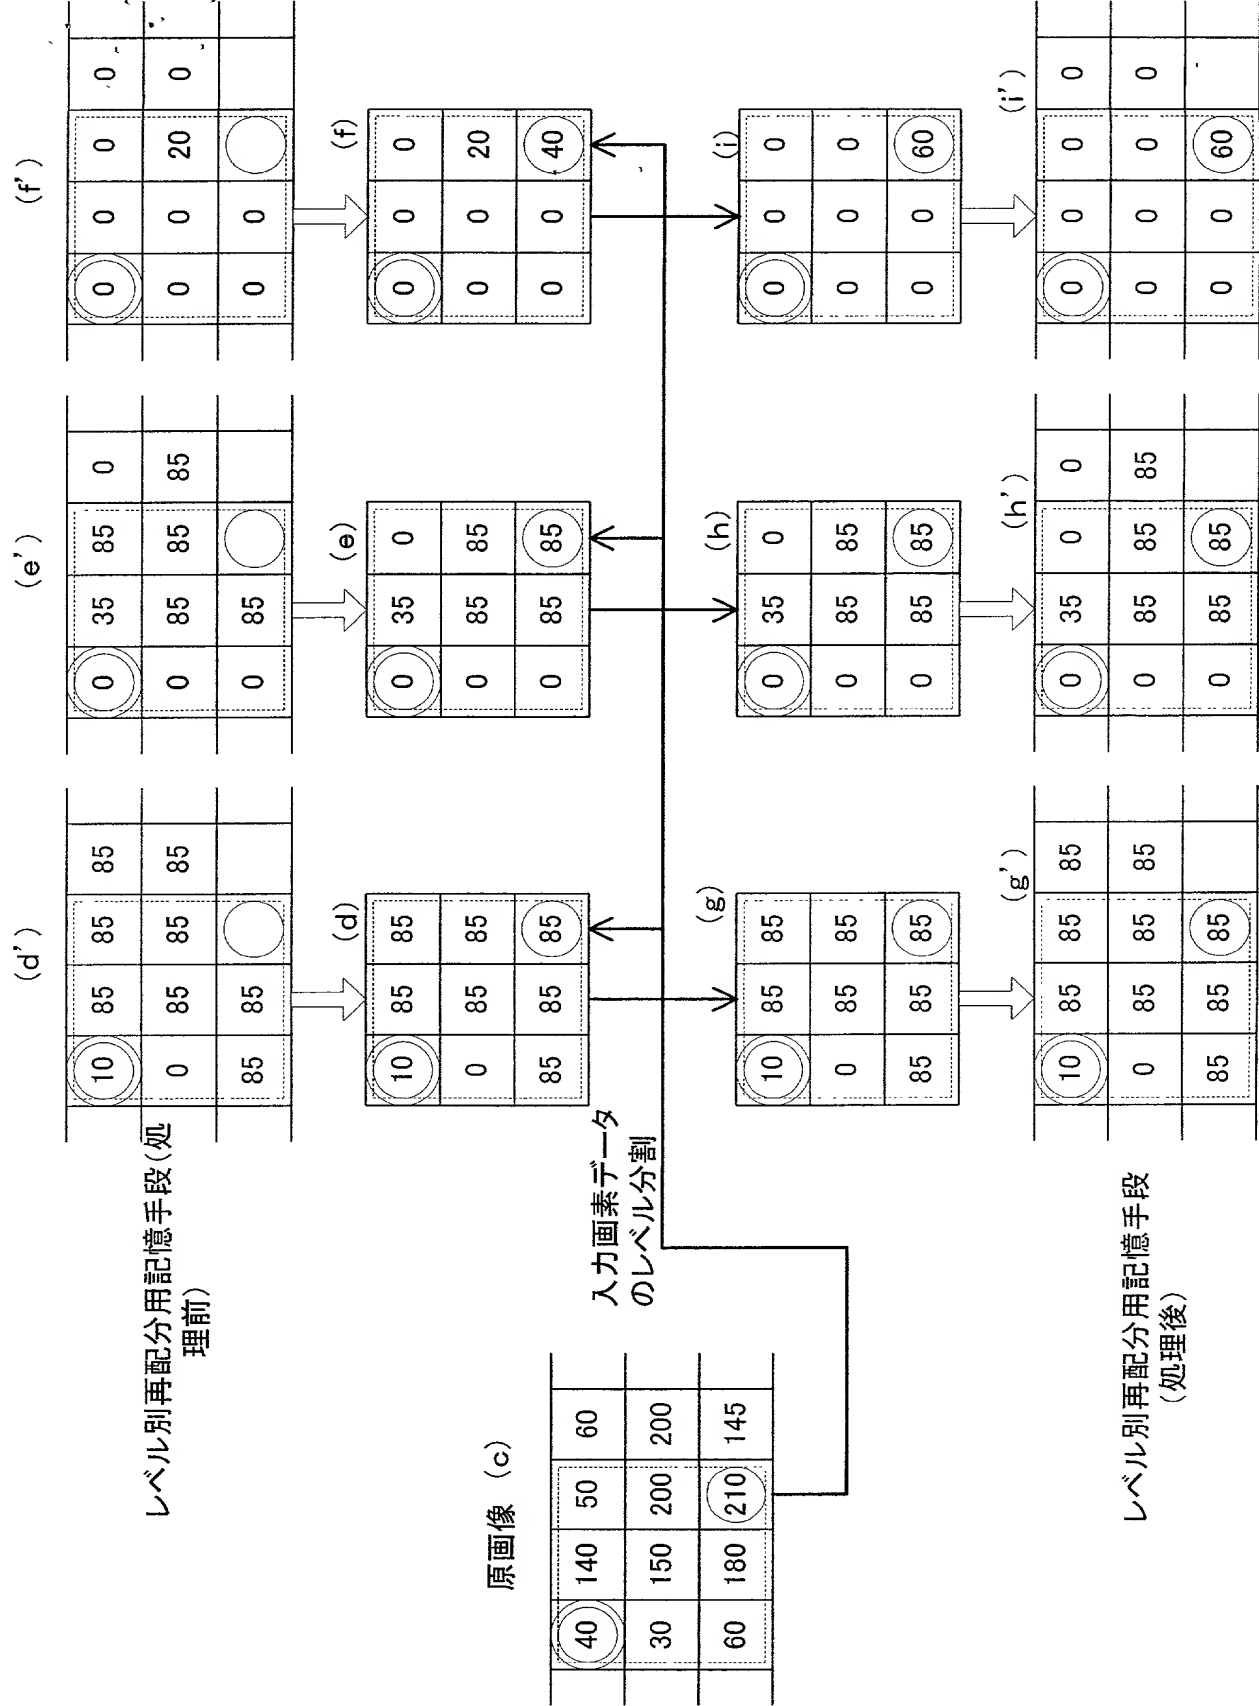 (d')
(e')
(f')
レベル別再配分用記憶手段(処
理前)
10 85 85 85
0 85 85 85
85 85
0 35 85 0
0 85 85 85
0 85
0 0 0 0
0 0 20 0
0 0
(d)
(e)
(f)
10 85 85
0 85 85
85 85 85
0 35 0
0 85 85
0 85 85
0 0 0
0 0 20
0 0 40
原画像 (c)
40 140 50 60
30 150 200 200
60 180 210 145
入力画素データ
のレベル分割
(g)
(h)
(i)
10 85 85
0 85 85
85 85 85
0 35 0
0 85 85
0 85 85
0 0 0
0 0 0
0 0 60
(g')
(h')
(i')
レベル別再配分用記憶手段
(処理後)
10 85 85 85
0 85 85 85
85 85 85
0 35 0 0
0 85 85 85
0 85 85
0 0 0 0
0 0 0 0
0 0 60